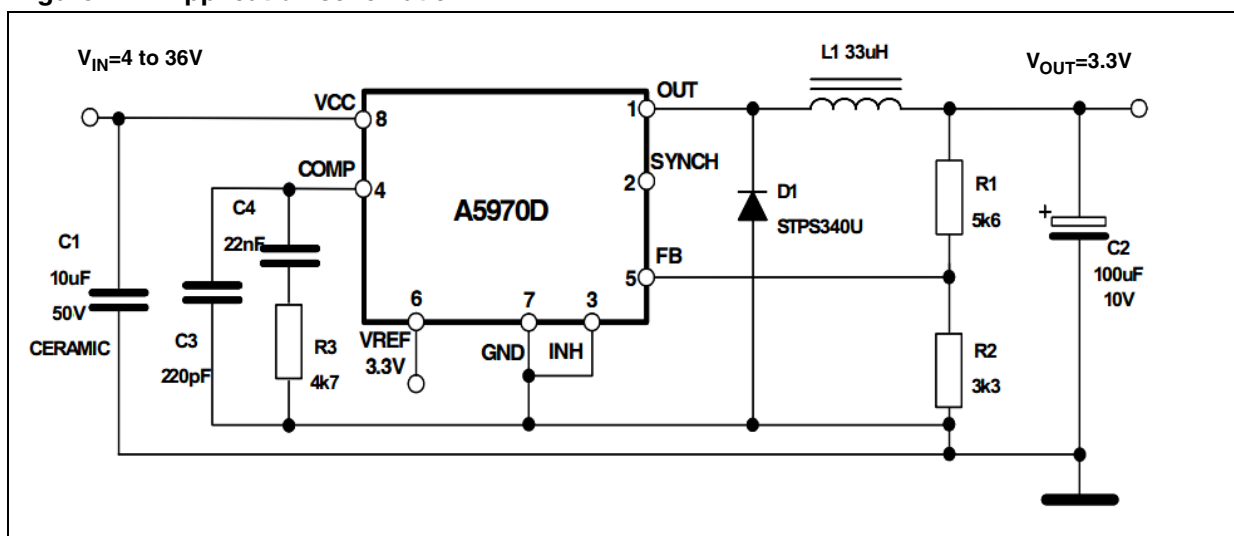 V_IN=4 to 36V
L1 33uH
V_OUT=3.3V
VCC
8
OUT
1
COMP
4
SYNCH
2
A5970D
C4
22nF
D1
STPS340U
R1
5k6
C1
10uF
50V
CERAMIC
FB
5
C2
100uF
10V
+
6
7
3
VREF
3.3V
GND
INH
C3
220pF
R3
4k7
R2
3k3